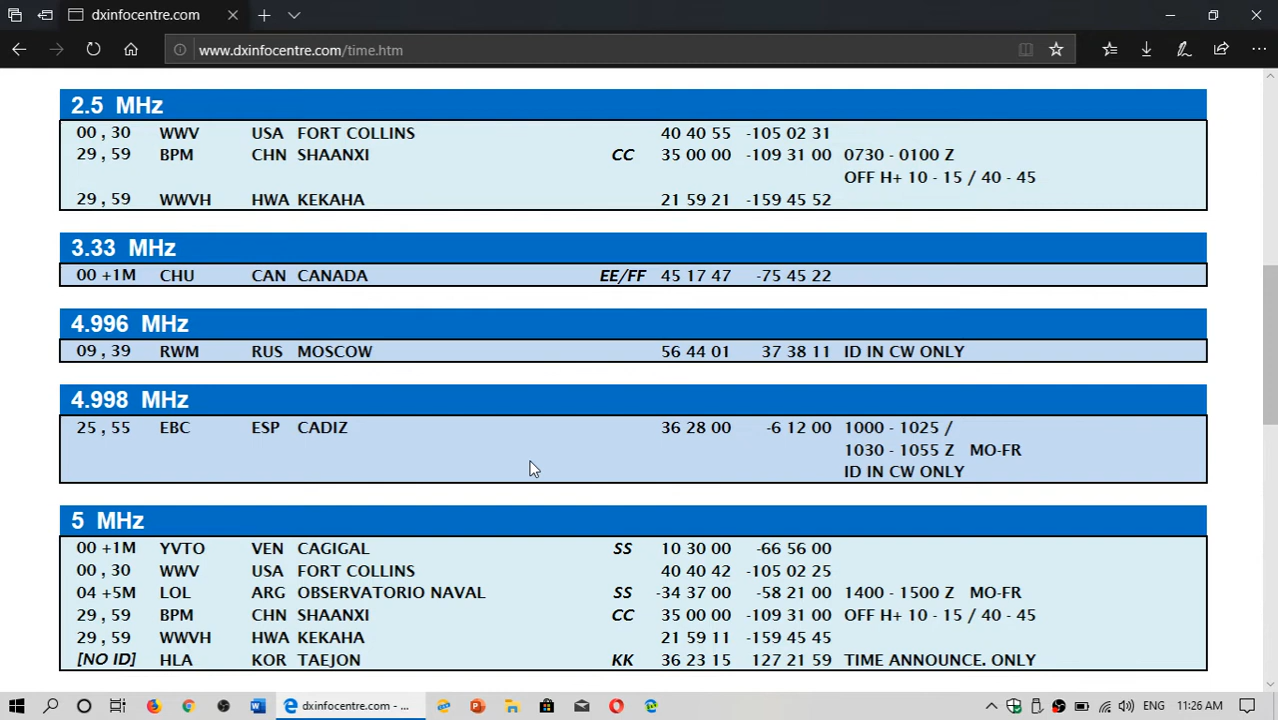 dxinfocentre.com
www.dxinfocentre.com/time.htm
2.5 MHz
00 , 30 WWV USA FORT COLLINS 40 40 55 -105 02 31
29 , 59 BPM CHN SHAANXI CC 35 00 00 -109 31 00 0730 - 0100 Z
OFF H+ 10 - 15 / 40 - 45
29 , 59 WWVH HWA KEKAHA 21 59 21 -159 45 52
3.33 MHz
00 +1M CHU CAN CANADA EE/FF 45 17 47 -75 45 22
4.996 MHz
09 , 39 RWM RUS MOSCOW 56 44 01 37 38 11 ID IN CW ONLY
4.998 MHz
25 , 55 EBC ESP CADIZ 36 28 00 -6 12 00 1000 - 1025 /
1030 - 1055 Z MO-FR
ID IN CW ONLY
5 MHz
00 +1M YVTO VEN CAGIGAL SS 10 30 00 -66 56 00
00 , 30 WWV USA FORT COLLINS 40 40 42 -105 02 25
04 +5M LOL ARG OBSERVATORIO NAVAL SS -34 37 00 -58 21 00 1400 - 1500 Z MO-FR
29 , 59 BPM CHN SHAANXI CC 35 00 00 -109 31 00 OFF H+ 10 - 15 / 40 - 45
29 , 59 WWVH HWA KEKAHA 21 59 11 -159 45 45
[NO ID] HLA KOR TAEJON KK 36 23 15 127 21 59 TIME ANNOUNCE. ONLY
dxinfocentre.com - ...
ENG
11:26 AM